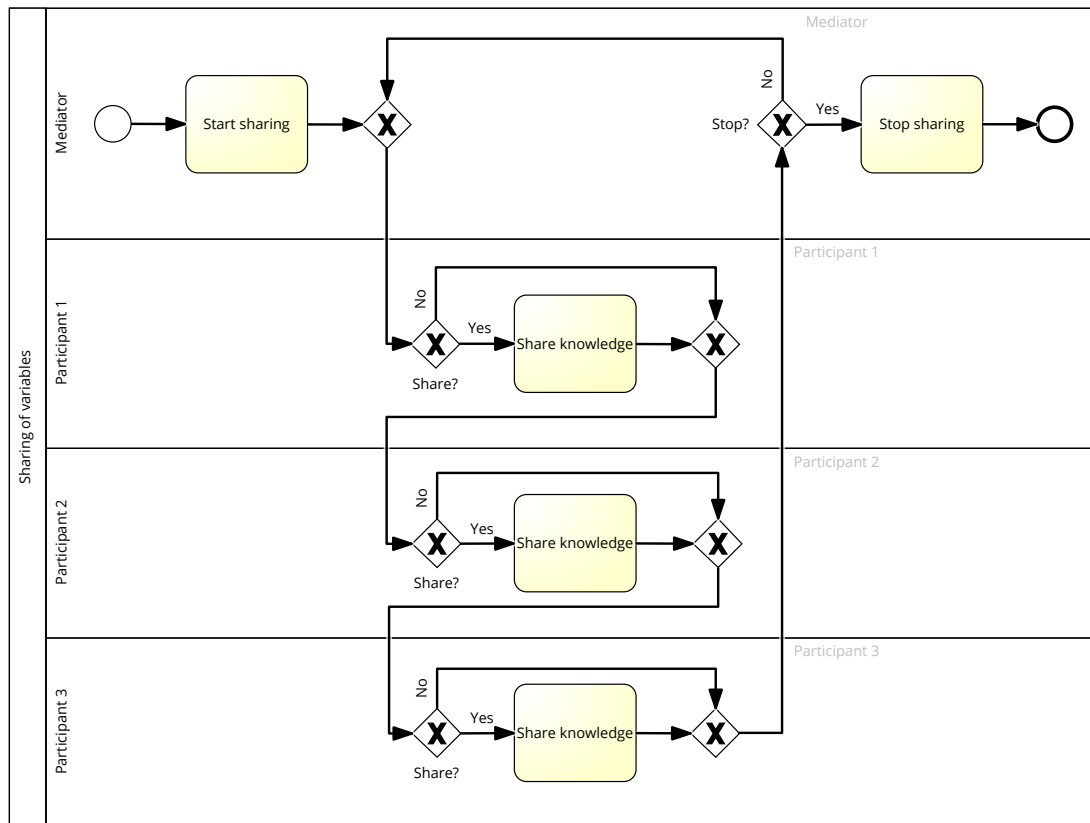 Sharing of variables
Mediator
Mediator
Start sharing
No
Stop?
Yes
Stop sharing
Participant 1
Participant 1
No
Yes
Share knowledge
Share?
Participant 2
Participant 2
No
Yes
Share knowledge
Share?
Participant 3
Participant 3
No
Yes
Share knowledge
Share?